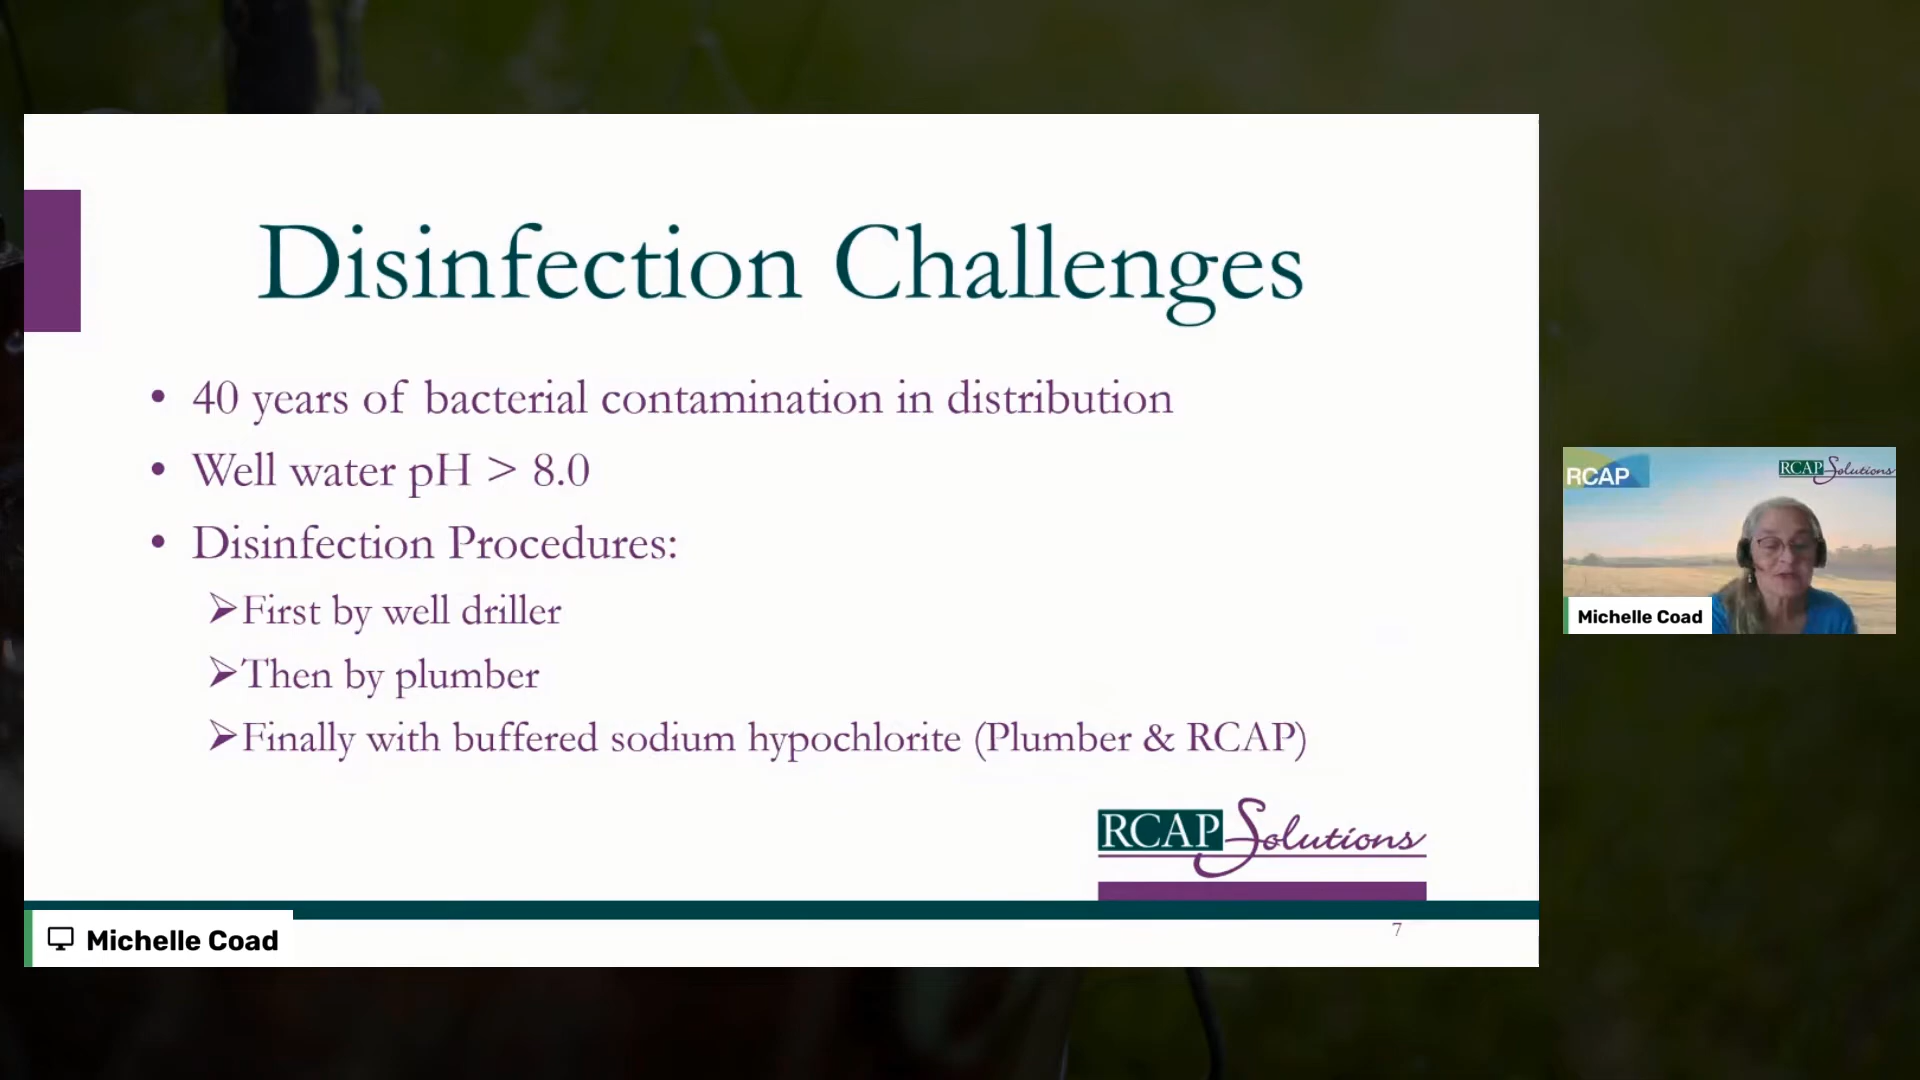 Disinfection Challenges
• 40 years of bacterial contamination in distribution
• Well water pH > 8.0
• Disinfection Procedures:
➢First by well driller
➢Then by plumber
➢Finally with buffered sodium hypochlorite (Plumber & RCAP)
RCAP Solutions
7
Michelle Coad
RCAP
RCAP Solutions
Michelle Coad